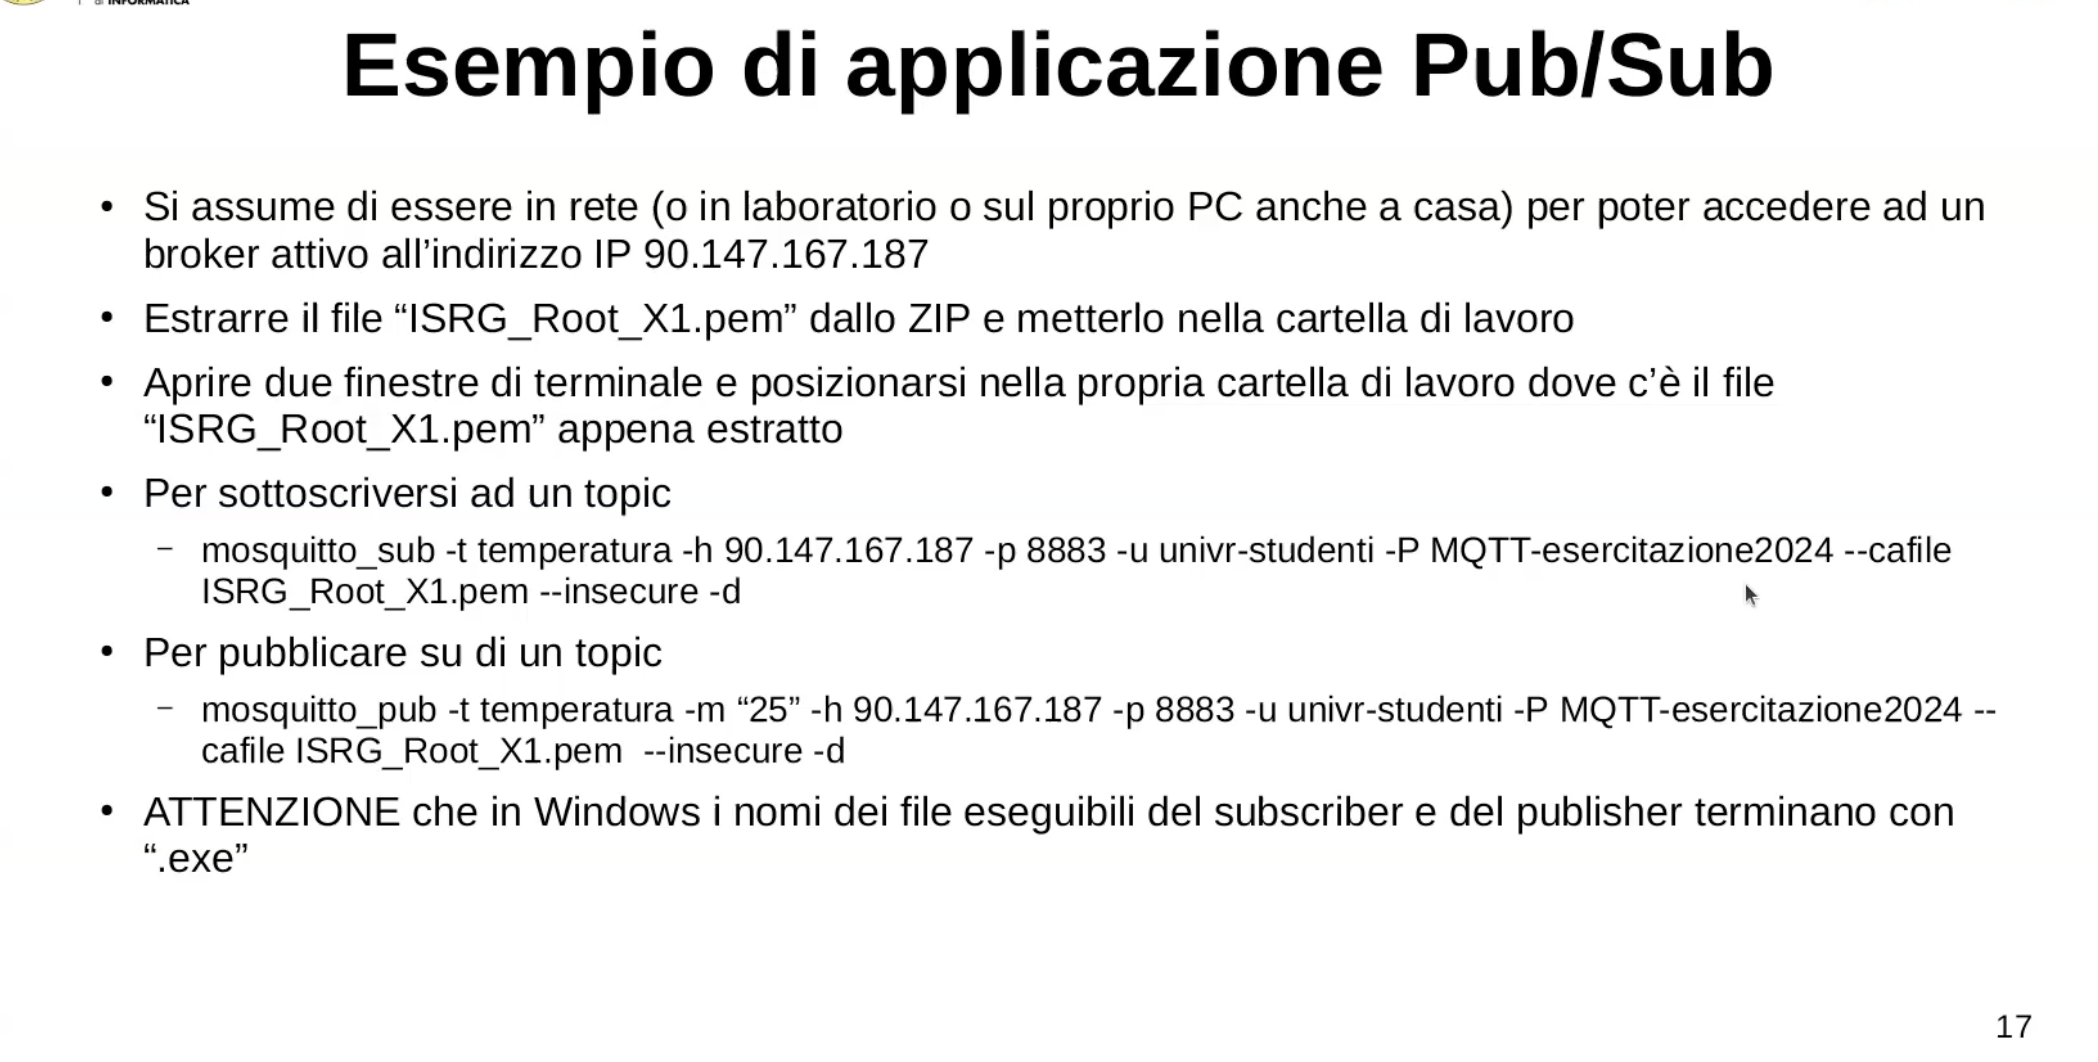 di INFORMATICA
Esempio di applicazione Pub/Sub
• Si assume di essere in rete (o in laboratorio o sul proprio PC anche a casa) per poter accedere ad un
broker attivo all’indirizzo IP 90.147.167.187
• Estrarre il file “ISRG_Root_X1.pem” dallo ZIP e metterlo nella cartella di lavoro
• Aprire due finestre di terminale e posizionarsi nella propria cartella di lavoro dove c’è il file
“ISRG_Root_X1.pem” appena estratto
• Per sottoscriversi ad un topic
– mosquitto_sub -t temperatura -h 90.147.167.187 -p 8883 -u univr-studenti -P MQTT-esercitazione2024 --cafile
ISRG_Root_X1.pem --insecure -d
• Per pubblicare su di un topic
– mosquitto_pub -t temperatura -m “25” -h 90.147.167.187 -p 8883 -u univr-studenti -P MQTT-esercitazione2024 --
cafile ISRG_Root_X1.pem  --insecure -d
• ATTENZIONE che in Windows i nomi dei file eseguibili del subscriber e del publisher terminano con
“.exe”
17